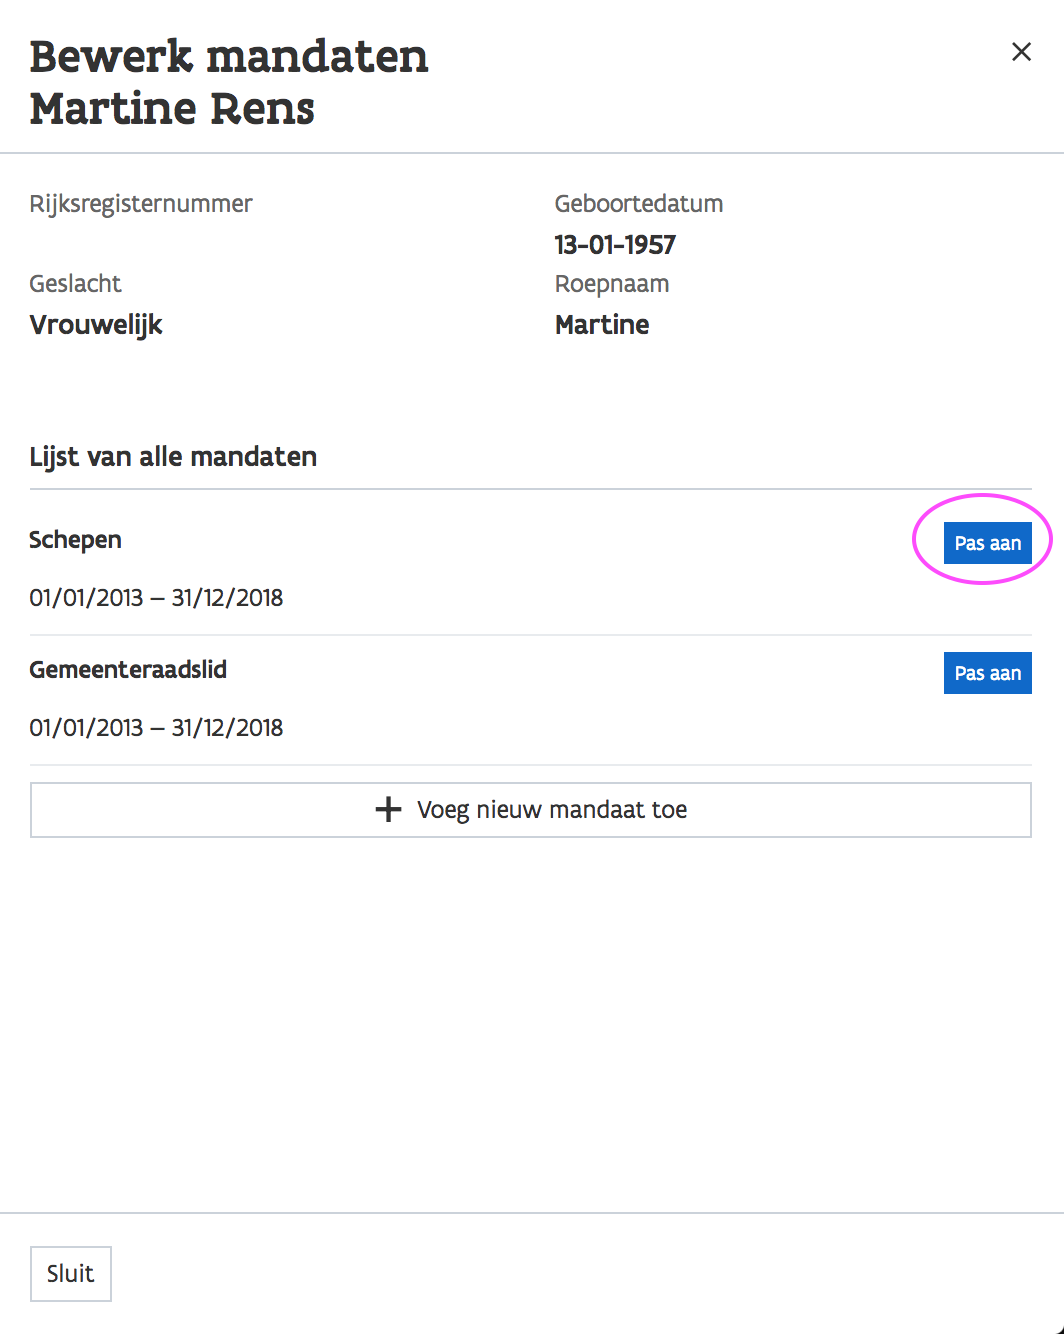 Bewerk mandaten
Martine Rens
Rijksregisternummer
Geboortedatum
13-01-1957
Geslacht
Vrouwelijk
Roepnaam
Martine
Lijst van alle mandaten
Schepen
Pas aan
01/01/2013 – 31/12/2018
Gemeenteraadslid
Pas aan
01/01/2013 – 31/12/2018
Voeg nieuw mandaat toe
Sluit